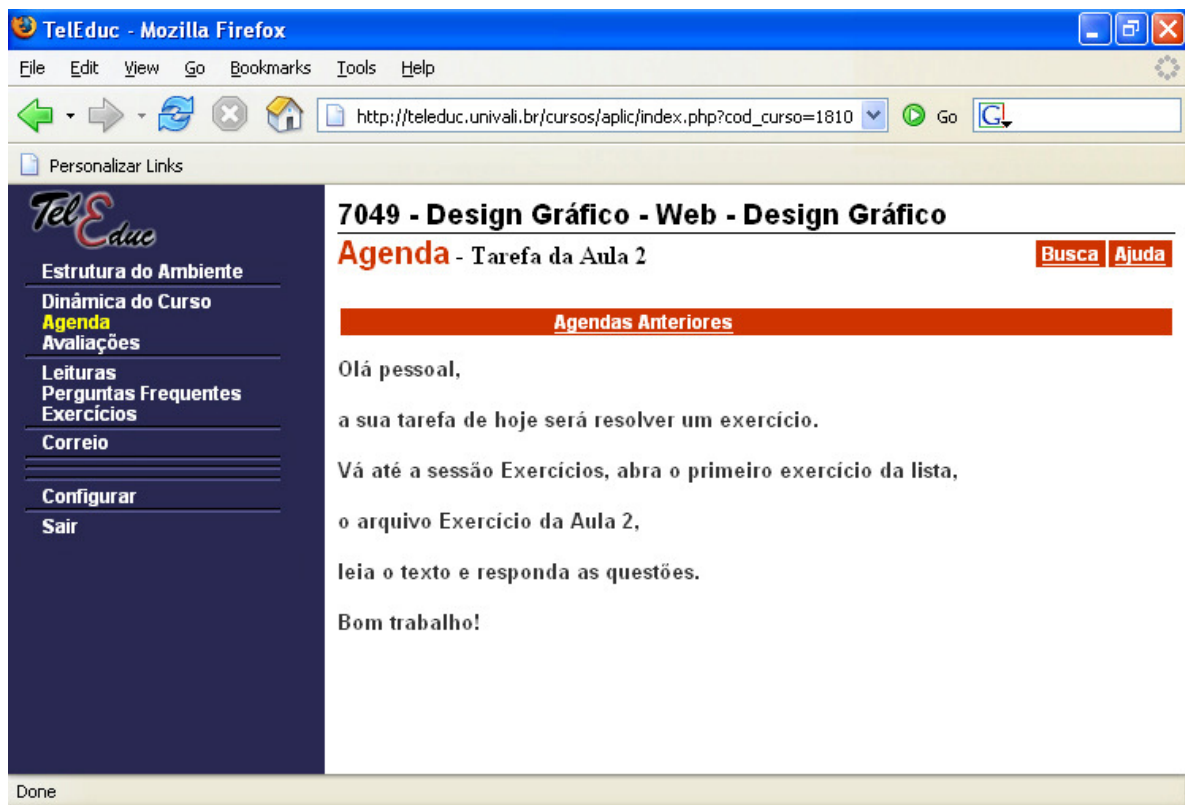 TelEduc - Mozilla Firefox
File Edit View Go Bookmarks Tools Help
http://teleduc.univali.br/cursos/aplic/index.php?cod_curso=1810 Go G
Personalizar Links
TelEduc
Estrutura do Ambiente
Dinâmica do Curso
Agenda
Avaliações
Leituras
Perguntas Frequentes
Exercícios
Correio
Configurar
Sair
7049 - Design Gráfico - Web - Design Gráfico
Agenda - Tarefa da Aula 2 Busca Ajuda
Agendas Anteriores
Olá pessoal,
a sua tarefa de hoje será resolver um exercício.
Vá até a sessão Exercícios, abra o primeiro exercício da lista,
o arquivo Exercício da Aula 2,
leia o texto e responda as questões.
Bom trabalho!
Done